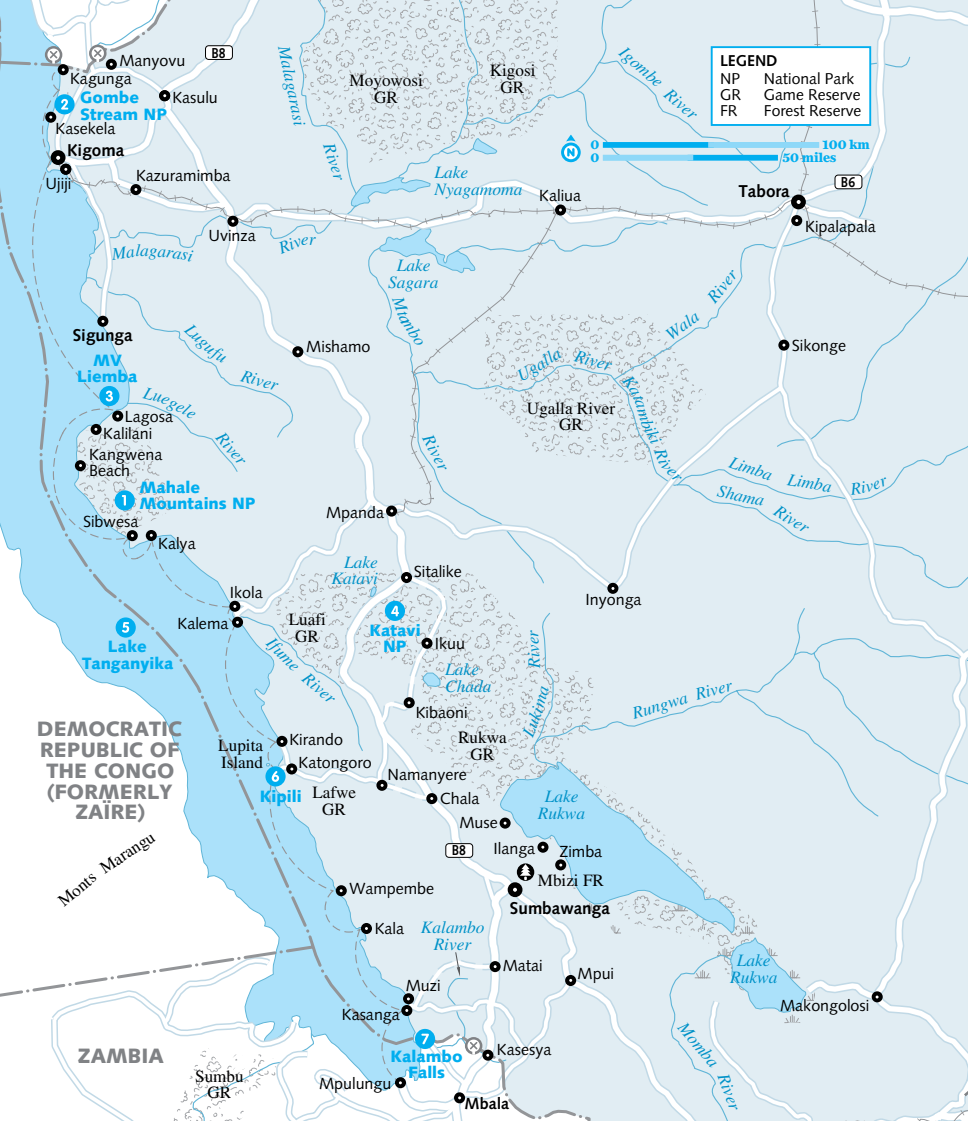 B8
Manyovu
Kagunga
Malagarasi
River
Moyowosi
GR
Kigosi
GR
Igombe River
LEGEND
NP National Park
GR Game Reserve
FR Forest Reserve
2 Gombe
Stream NP
Kasulu
Kasekela
Kigoma
Ujiji
Kazuramimba
N
0 100 km
0 50 miles
Lake
Nyagamoma
Kaliua
Tabora
B6
Kipalapala
Uvinza
Malagarasi River
Lake
Sagara
Mtambo
River
Wala River
Sigunga
Lugufu
River
Mishamo
Sikonge
MV
Liemba
3
Ugalla River
Ugalla River
GR
Katambiki River
Luegele
River
Lagosa
Kalilani
Kangwena
Beach
Limba Limba River
Shama River
1 Mahale
Mountains NP
Sibwesa
Kalya
Mpanda
Lake
Katavi
Sitalike
Inyonga
Ikola
Kalema
Luafi
GR
4
Katavi
NP
Ikuu
5
Lake
Tanganyika
Ifume River
Lake
Chada
Lukima River
Rungwa River
Kibaoni
DEMOCRATIC
REPUBLIC OF
THE CONGO
(FORMERLY
ZAÏRE)
Rukwa
GR
Kirando
Lupita
Island
Katongoro
6
Kipili
Lafwe
GR
Namanyere
Chala
Lake
Rukwa
Muse
B8
Ilanga
Zimba
Mbizi FR
Monts Marangu
Wampembe
Sumbawanga
Kala
Kalambo
River
Matai
Mpui
Lake
Rukwa
Makongolosi
Muzi
Kasanga
7
Kalambo
Falls
Kasesya
Momba River
ZAMBIA
Sumbu
GR
Mpulungu
Mbala